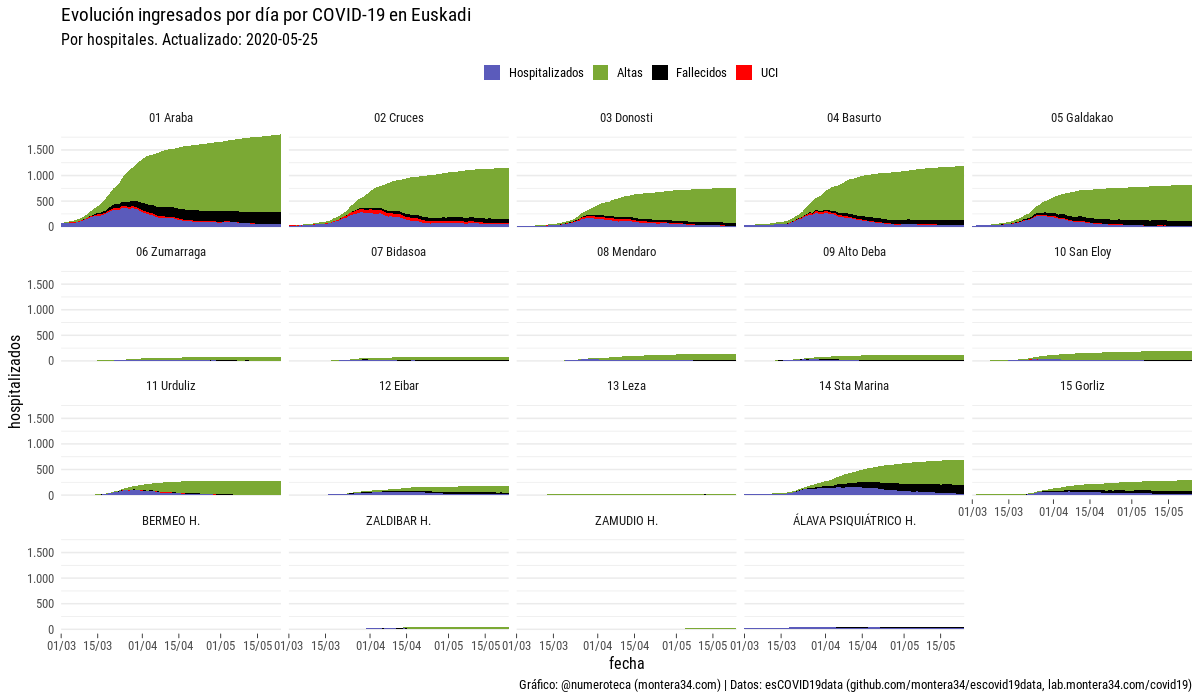 Evolución ingresados por día por COVID-19 en Euskadi
Por hospitales. Actualizado: 2020-05-25
Hospitalizados Altas Fallecidos UCI
01 Araba 02 Cruces 03 Donosti 04 Basurto 05 Galdakao
1.500
1.000
500
0
06 Zumarraga 07 Bidasoa 08 Mendaro 09 Alto Deba 10 San Eloy
1.500
1.000
500
0
hospitalizados
11 Urduliz 12 Eibar 13 Leza 14 Sta Marina 15 Gorliz
1.500
1.000
500
0
01/03 15/03 01/04 15/04 01/05 15/05
BERMEO H. ZALDIBAR H. ZAMUDIO H. ÁLAVA PSIQUIÁTRICO H.
1.500
1.000
500
0
01/03 15/03 01/04 15/04 01/05 15/05 01/03 15/03 01/04 15/04 01/05 15/05 01/03 15/03 01/04 15/04 01/05 15/05 01/03 15/03 01/04 15/04 01/05 15/05
fecha
Gráfico: @numeroteca (montera34.com) | Datos: esCOVID19data (github.com/montera34/escovid19data, lab.montera34.com/covid19)